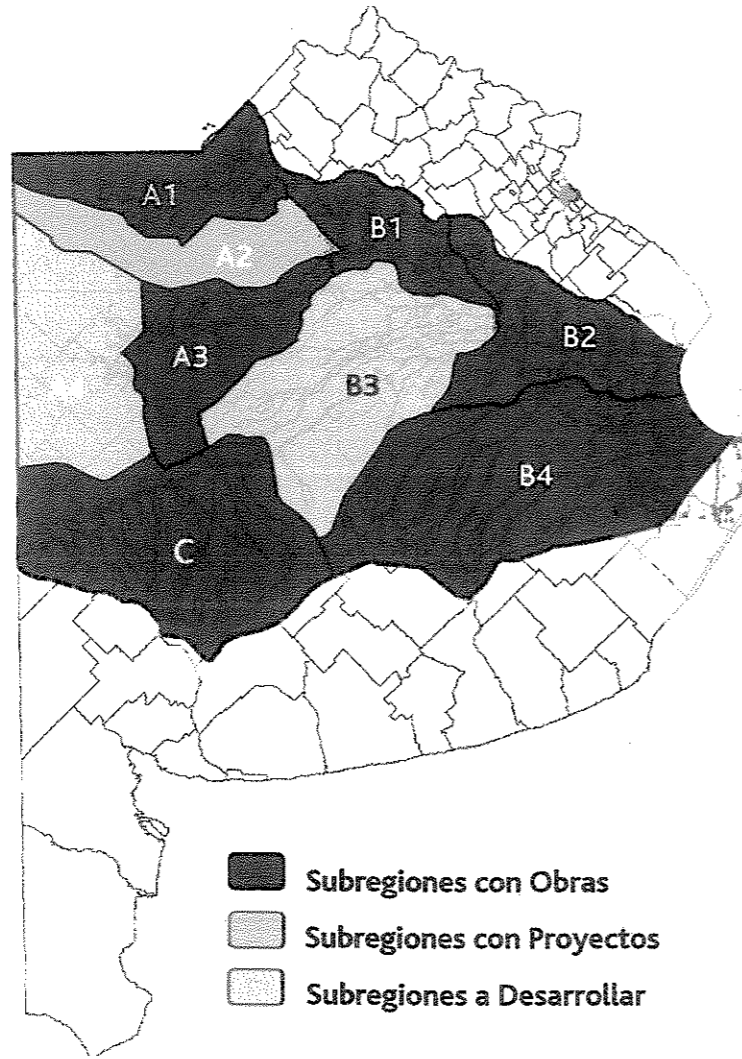 A1
B1
A2
B2
A3
B3
B4
C
Subregiones con Obras
Subregiones con Proyectos
Subregiones a Desarrollar